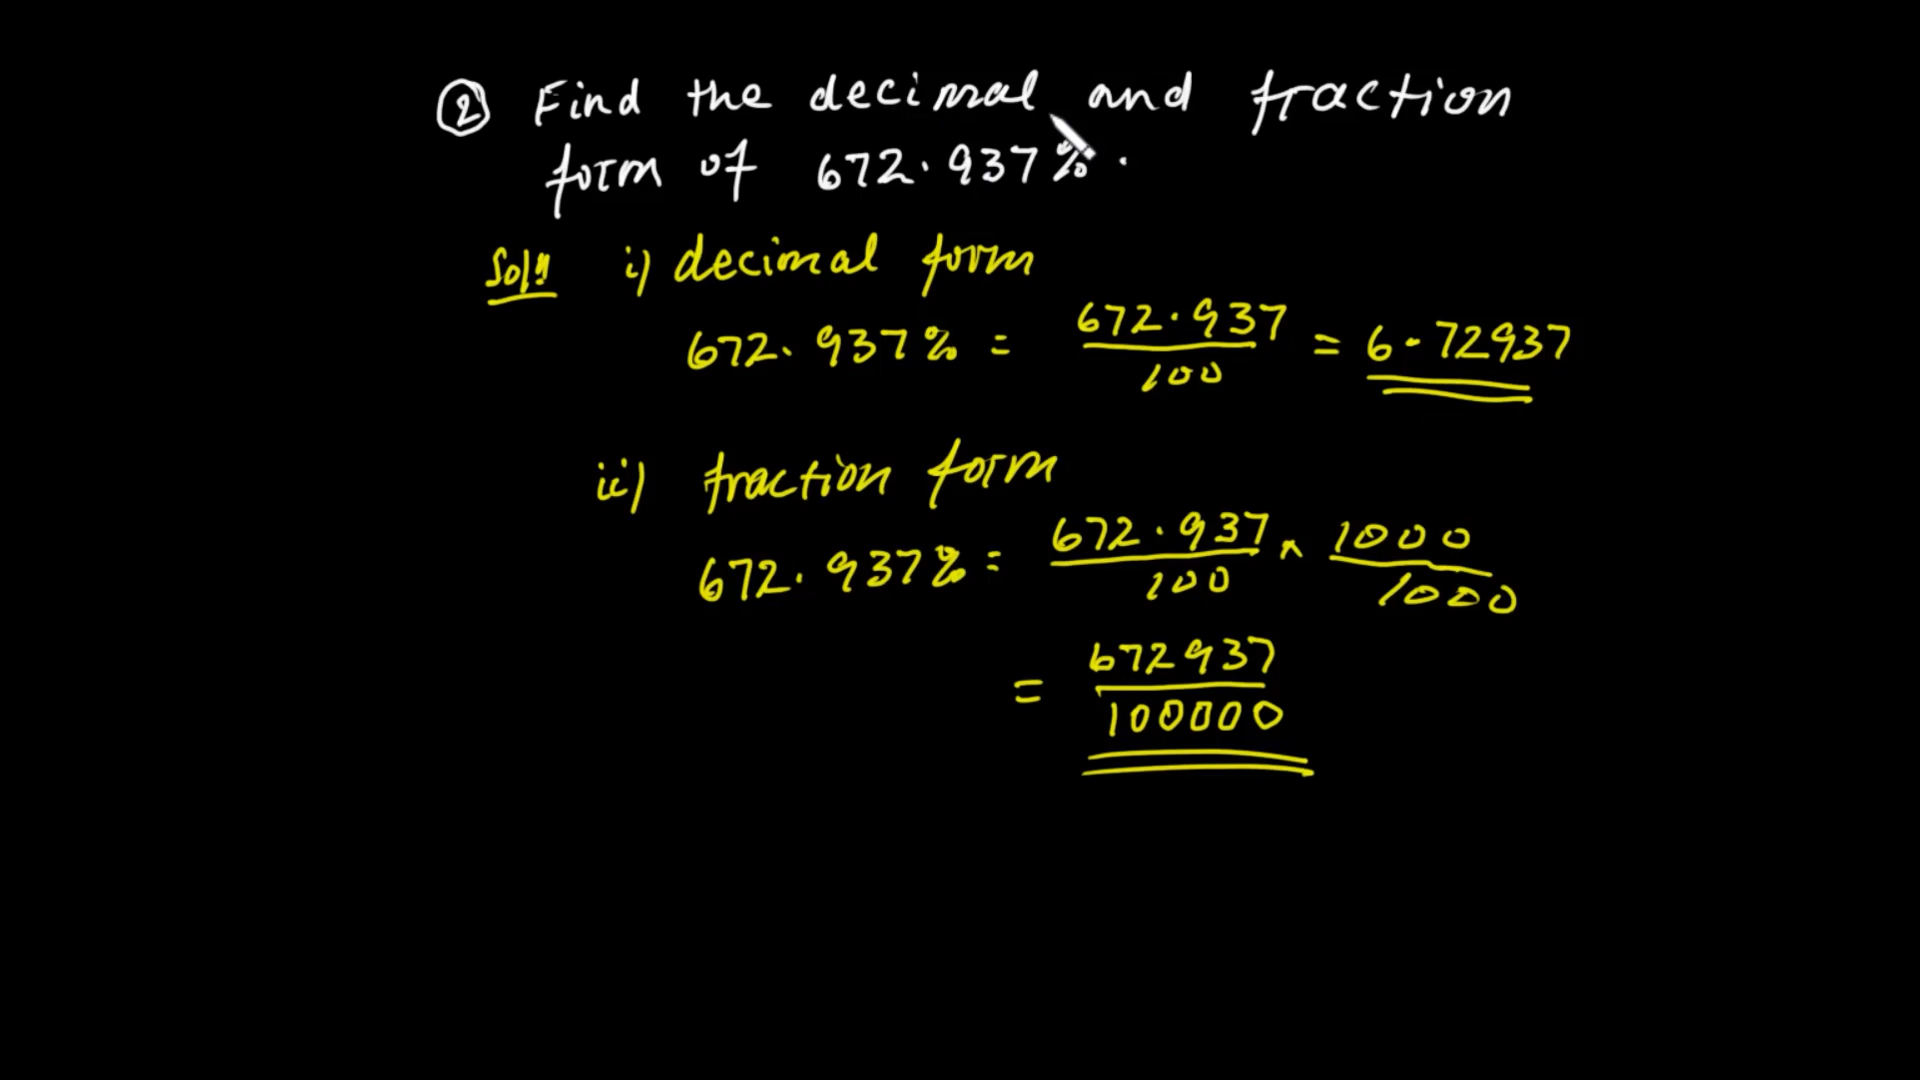 ② Find the decimal and fraction
form of 672.937%.
Solⁿ i) decimal form
672.937% = 672.937/100 = 6.72937
ii) fraction form
672.937% = 672.937/100 × 1000/1000
= 672937/100000